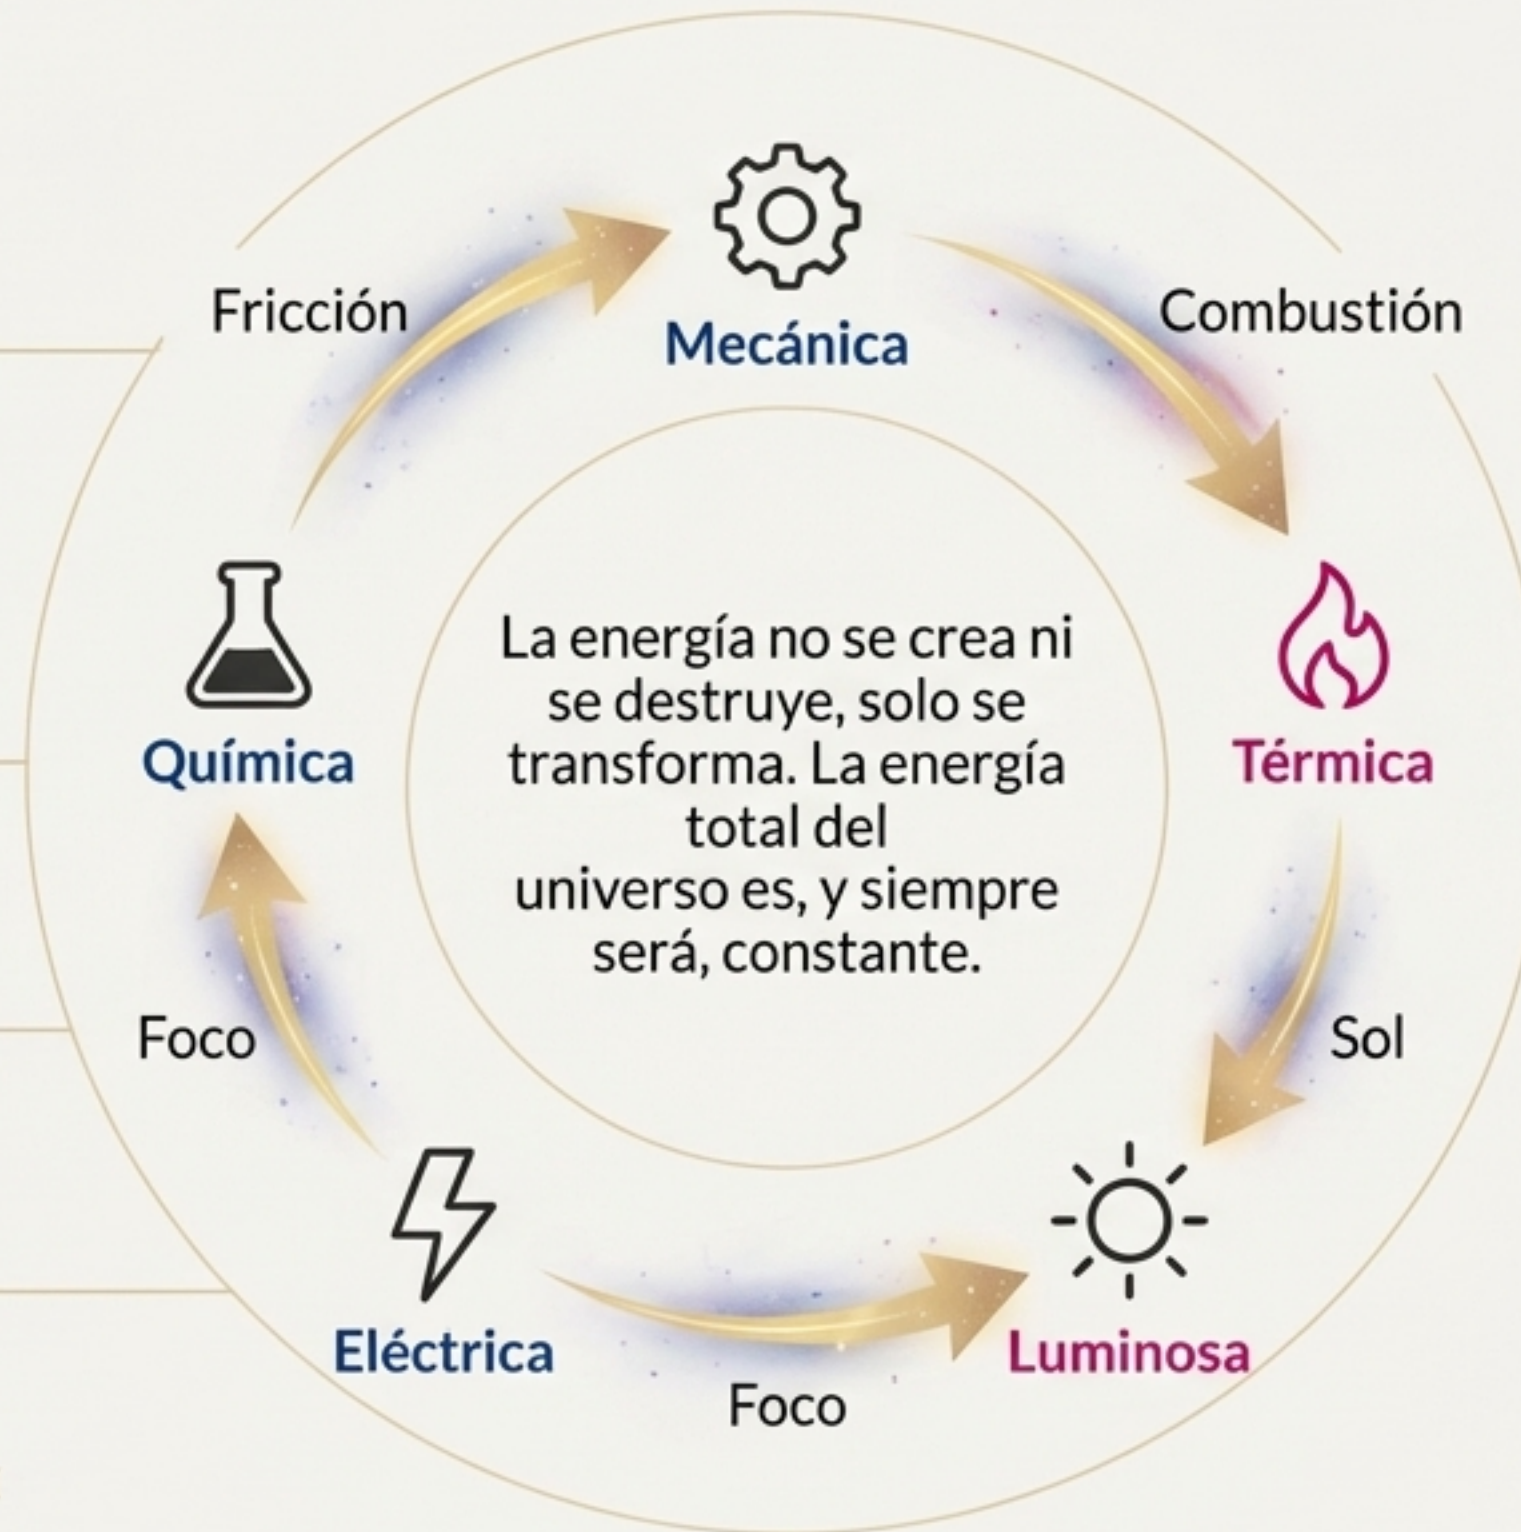 Fricción
Mecánica
Combustión
Química
Térmica
La energía no se crea ni
se destruye, solo se
transforma. La energía
total del
universo es, y siempre
será, constante.
Foco
Sol
Eléctrica
Luminosa
Foco